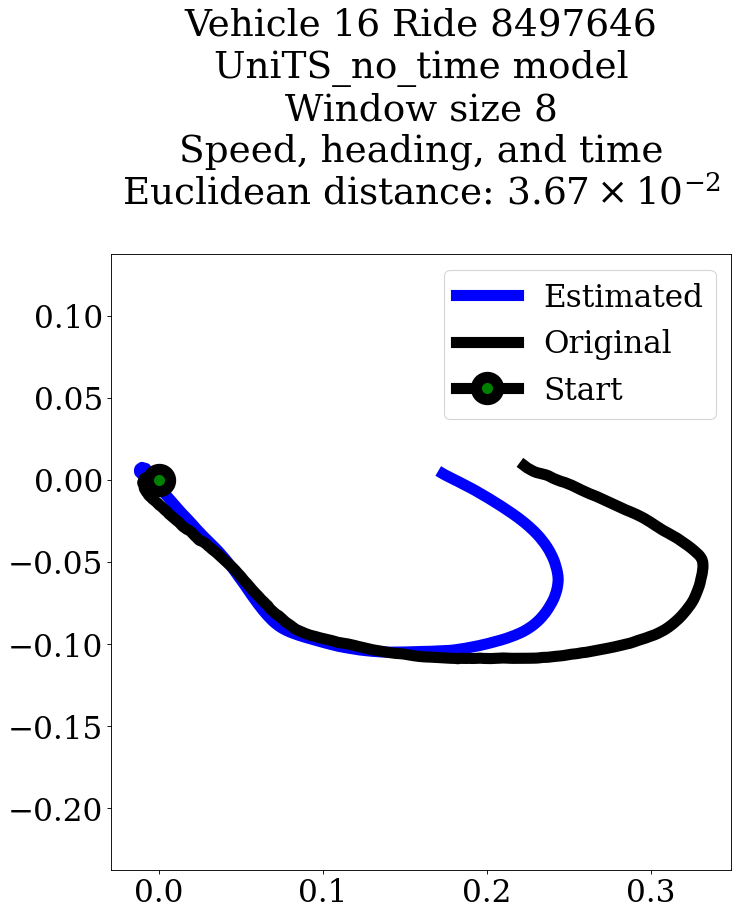 Vehicle 16 Ride 8497646
UniTS_no_time model
Window size 8
Speed, heading, and time
Euclidean distance: 3.67 × 10⁻²
Estimated
Original
Start
0.10
0.05
0.00
−0.05
−0.10
−0.15
−0.20
0.0 0.1 0.2 0.3